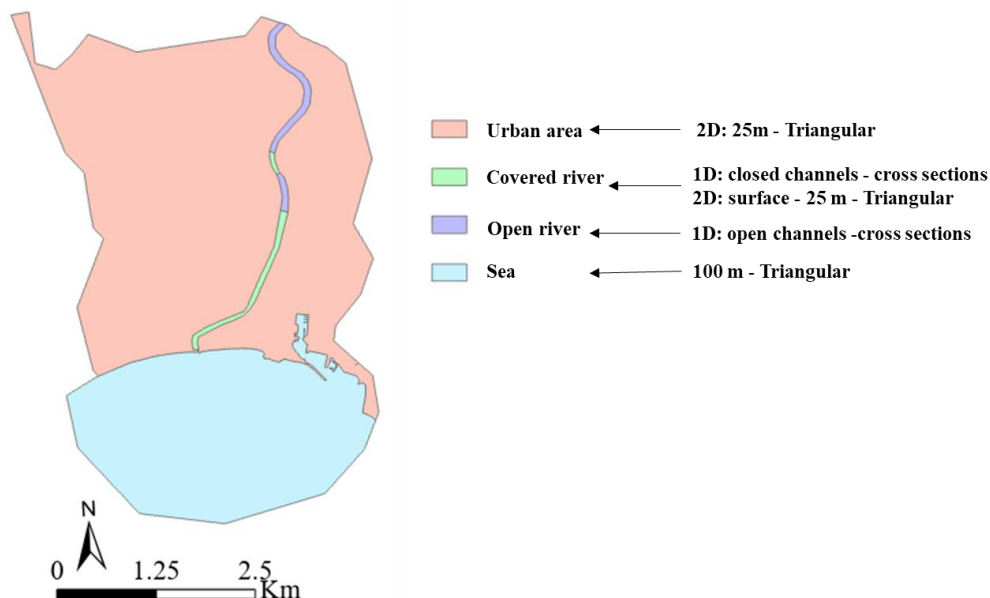 Urban area
2D: 25m - Triangular
Covered river
1D: closed channels - cross sections
2D: surface - 25 m - Triangular
Open river
1D: open channels -cross sections
Sea
100 m - Triangular
N
0 1.25 2.5
Km